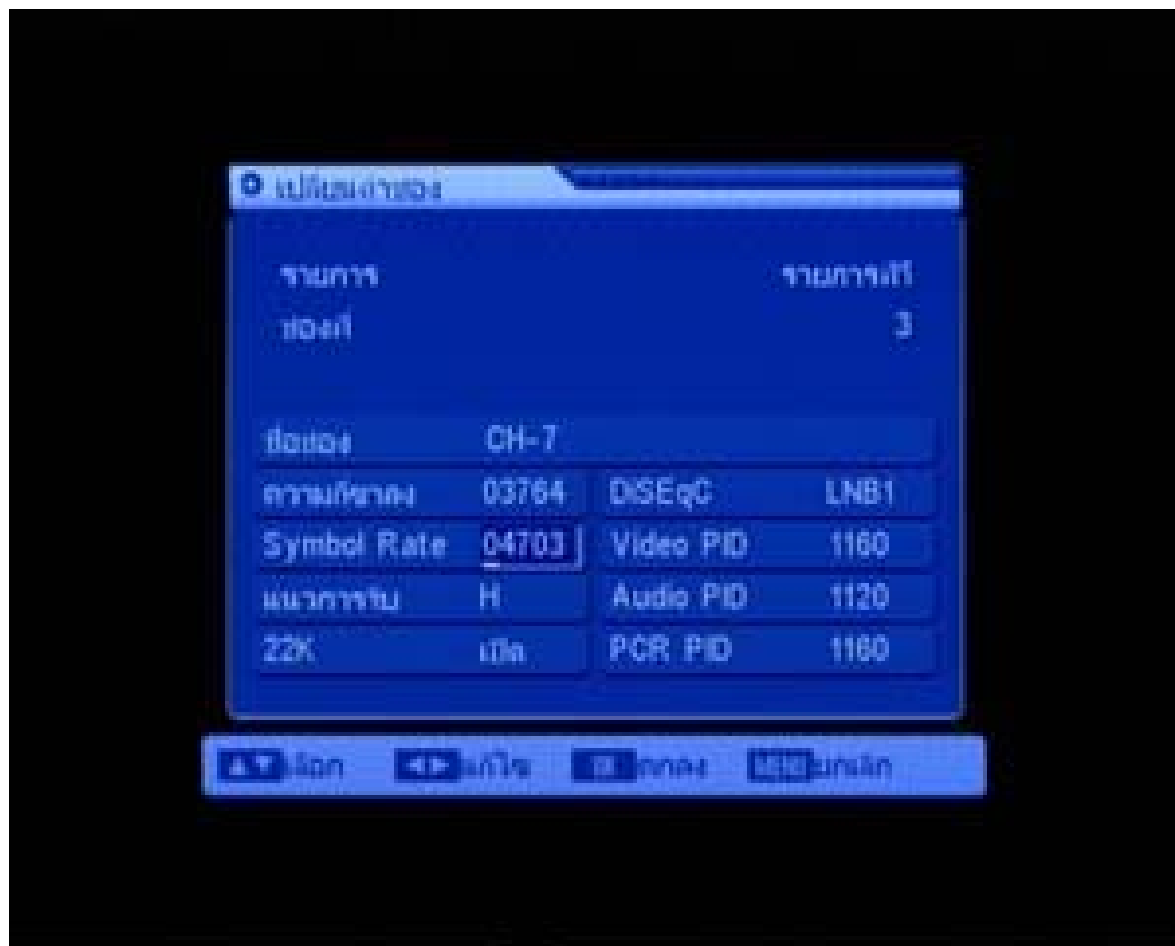 เปลี่ยนค่าช่อง
รายการ รายการทีวี
ช่องที่ 3
ชื่อช่อง CH-7
ความถี่ขาลง 03764 DiSEqC LNB1
Symbol Rate 04703 Video PID 1160
แนวการรับ H Audio PID 1120
22K เปิด PCR PID 1160
เลือก แก้ไข OK ตกลง MENU ยกเลิก